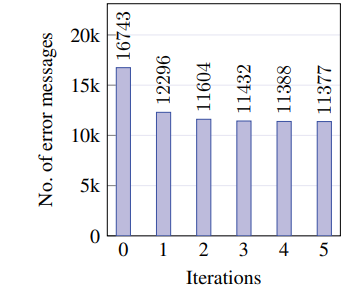 No. of error messages
20k
15k
10k
5k
0
16743
12296
11604
11432
11388
11377
0 1 2 3 4 5
Iterations